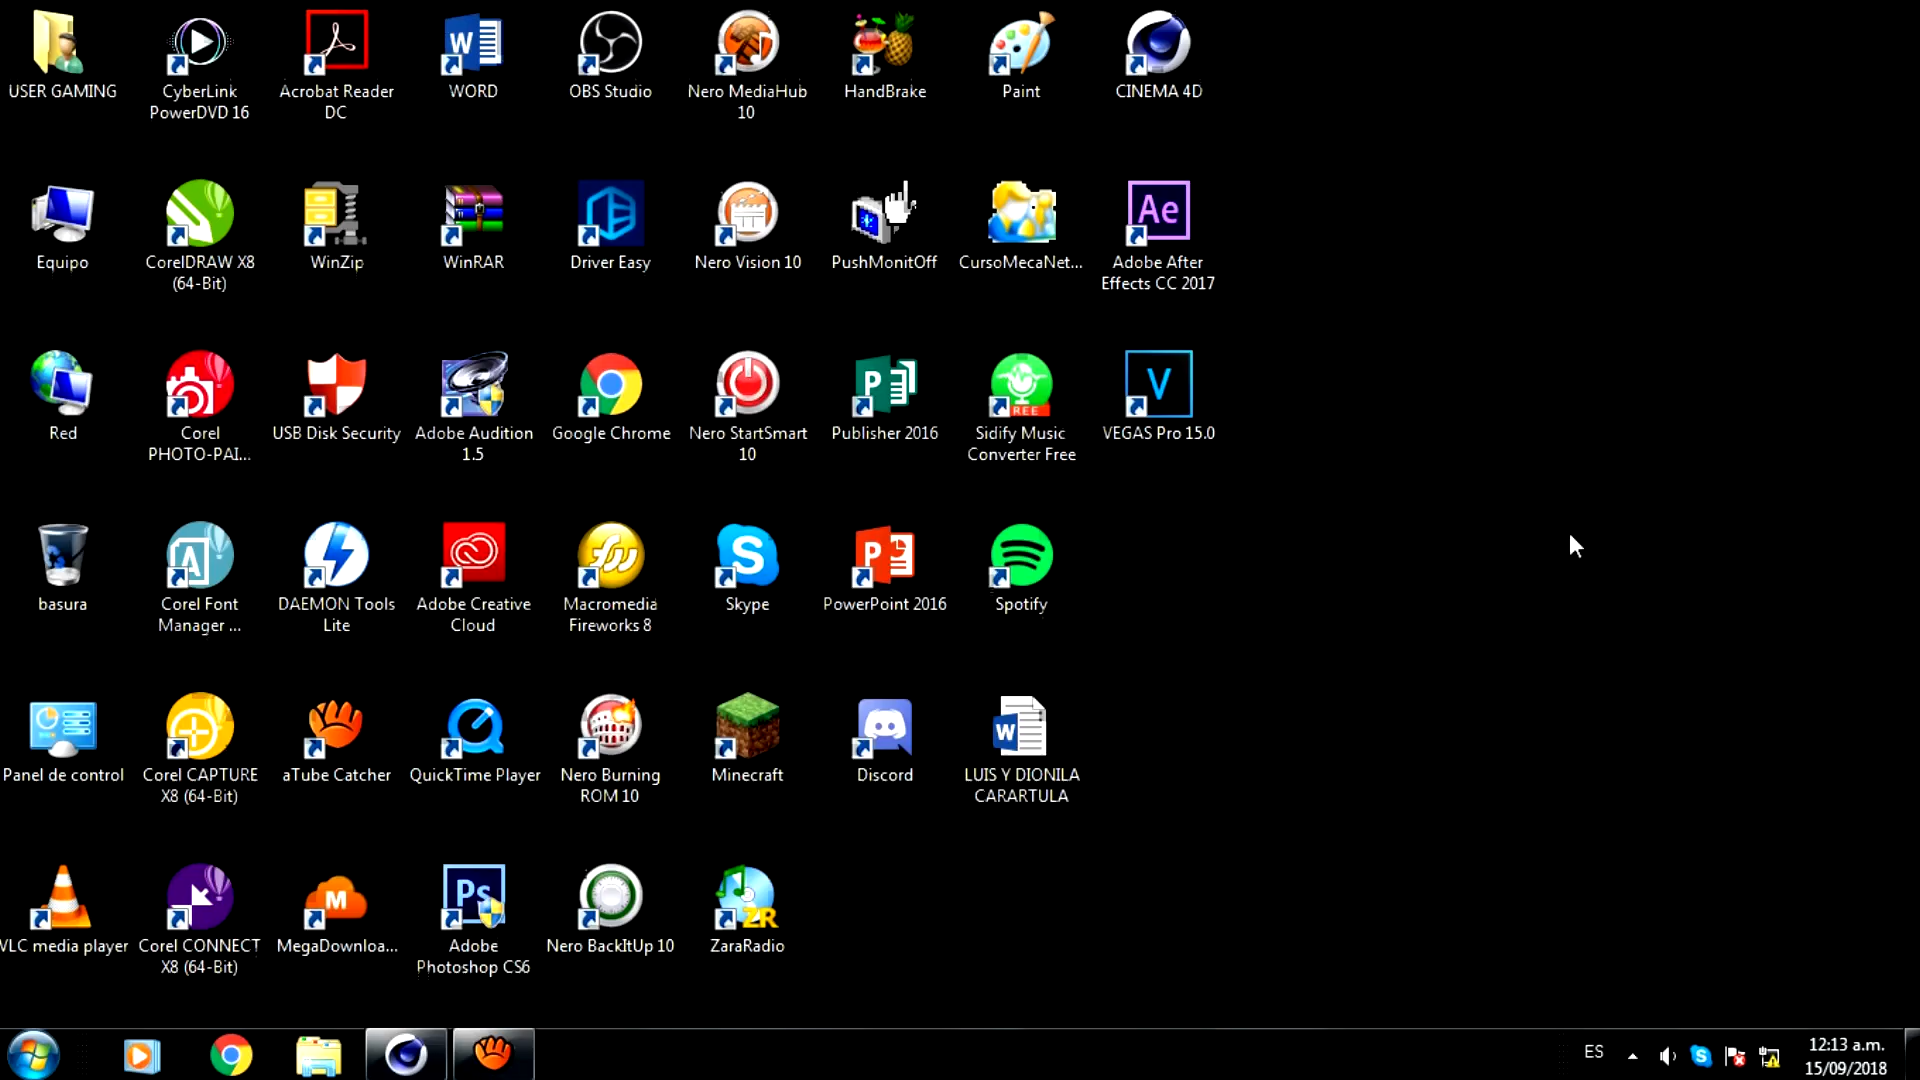 USER GAMING
CyberLink
PowerDVD 16
Acrobat Reader
DC
WORD
OBS Studio
Nero MediaHub
10
HandBrake
Paint
CINEMA 4D
Equipo
CorelDRAW X8
(64-Bit)
WinZip
WinRAR
Driver Easy
Nero Vision 10
PushMonitOff
CursoMecaNet...
Adobe After
Effects CC 2017
Red
Corel
PHOTO-PAI...
USB Disk Security
Adobe Audition
1.5
Google Chrome
Nero StartSmart
10
Publisher 2016
Sidify Music
Converter Free
VEGAS Pro 15.0
basura
Corel Font
Manager ...
DAEMON Tools
Lite
Adobe Creative
Cloud
Macromedia
Fireworks 8
Skype
PowerPoint 2016
Spotify
Panel de control
Corel CAPTURE
X8 (64-Bit)
aTube Catcher
QuickTime Player
Nero Burning
ROM 10
Minecraft
Discord
LUIS Y DIONILA
CARARTULA
VLC media player
Corel CONNECT
X8 (64-Bit)
MegaDownloa...
Adobe
Photoshop CS6
Nero BackItUp 10
ZaraRadio
ES
12:13 a.m.
15/09/2018